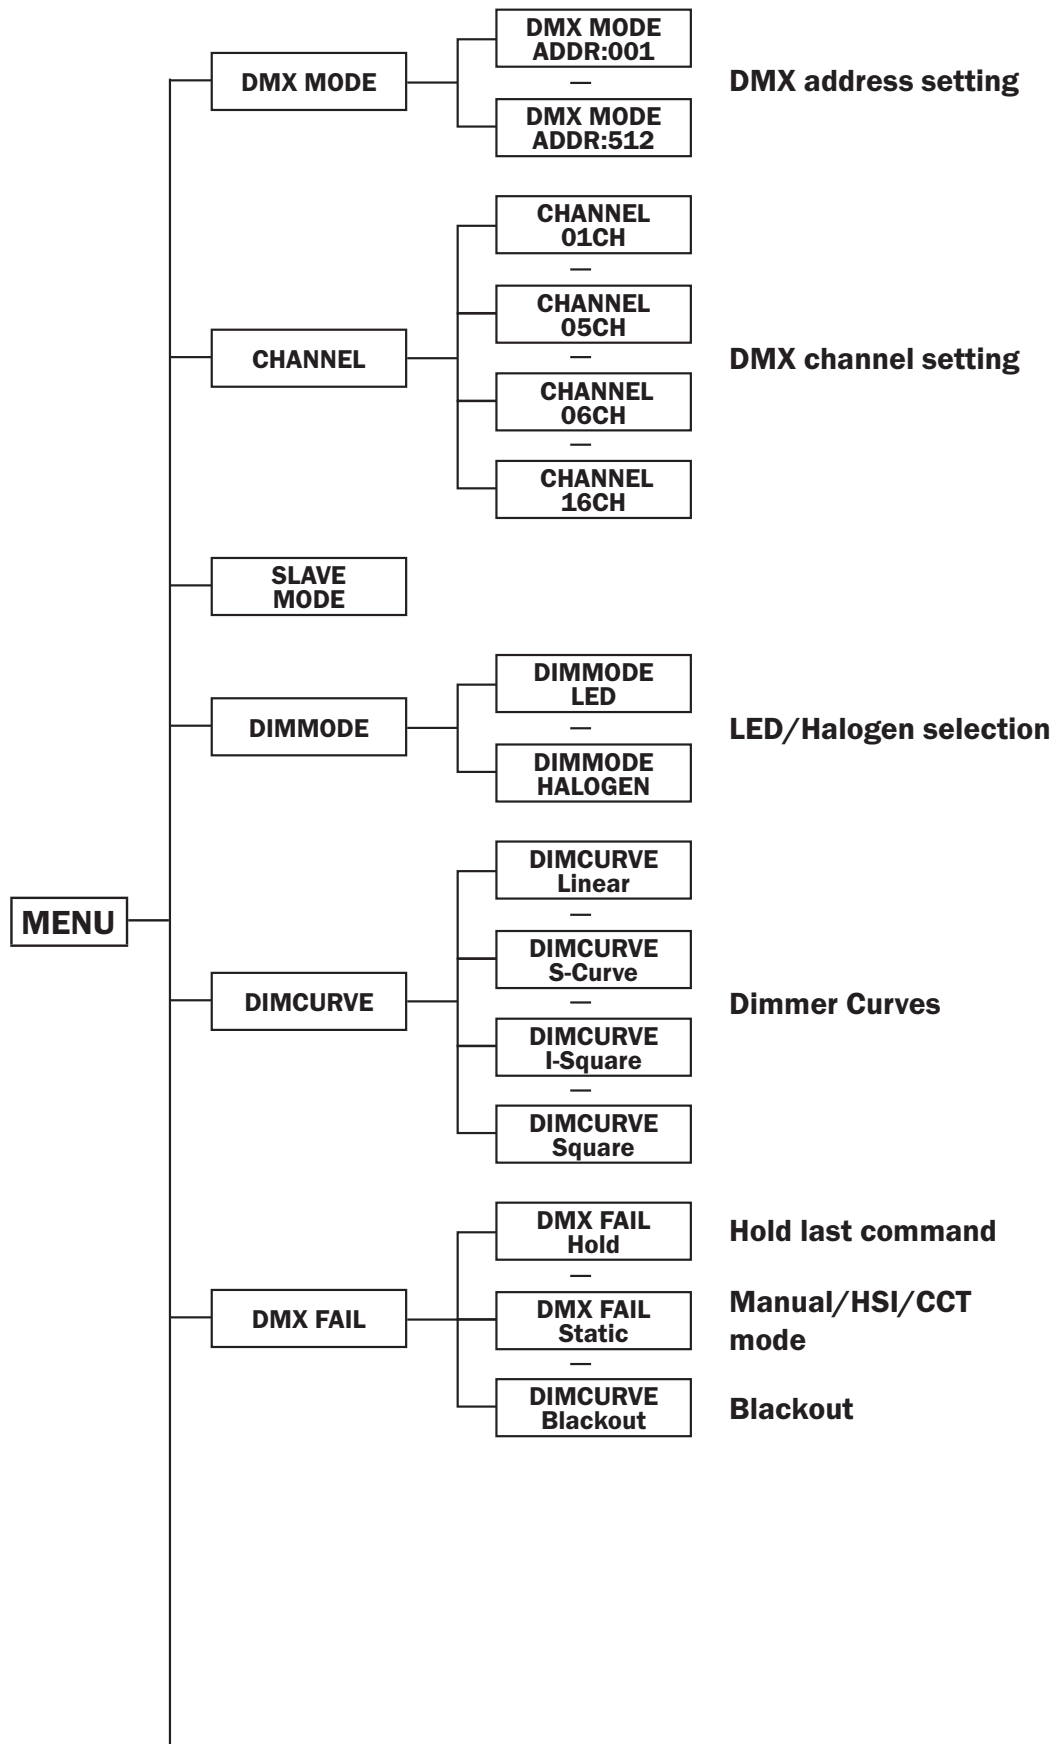 DMX MODE
ADDR:001
DMX MODE
—
DMX address setting
DMX MODE
ADDR:512
CHANNEL
01CH
—
CHANNEL
05CH
CHANNEL
—
DMX channel setting
CHANNEL
06CH
—
CHANNEL
16CH
SLAVE
MODE
DIMMODE
LED
DIMMODE
—
LED/Halogen selection
DIMMODE
HALOGEN
MENU
DIMCURVE
Linear
—
DIMCURVE
S-Curve
DIMCURVE
—
Dimmer Curves
DIMCURVE
I-Square
—
DIMCURVE
Square
DMX FAIL
Hold
Hold last command
—
DMX FAIL
DMX FAIL
Static
Manual/HSI/CCT
mode
—
DIMCURVE
Blackout
Blackout